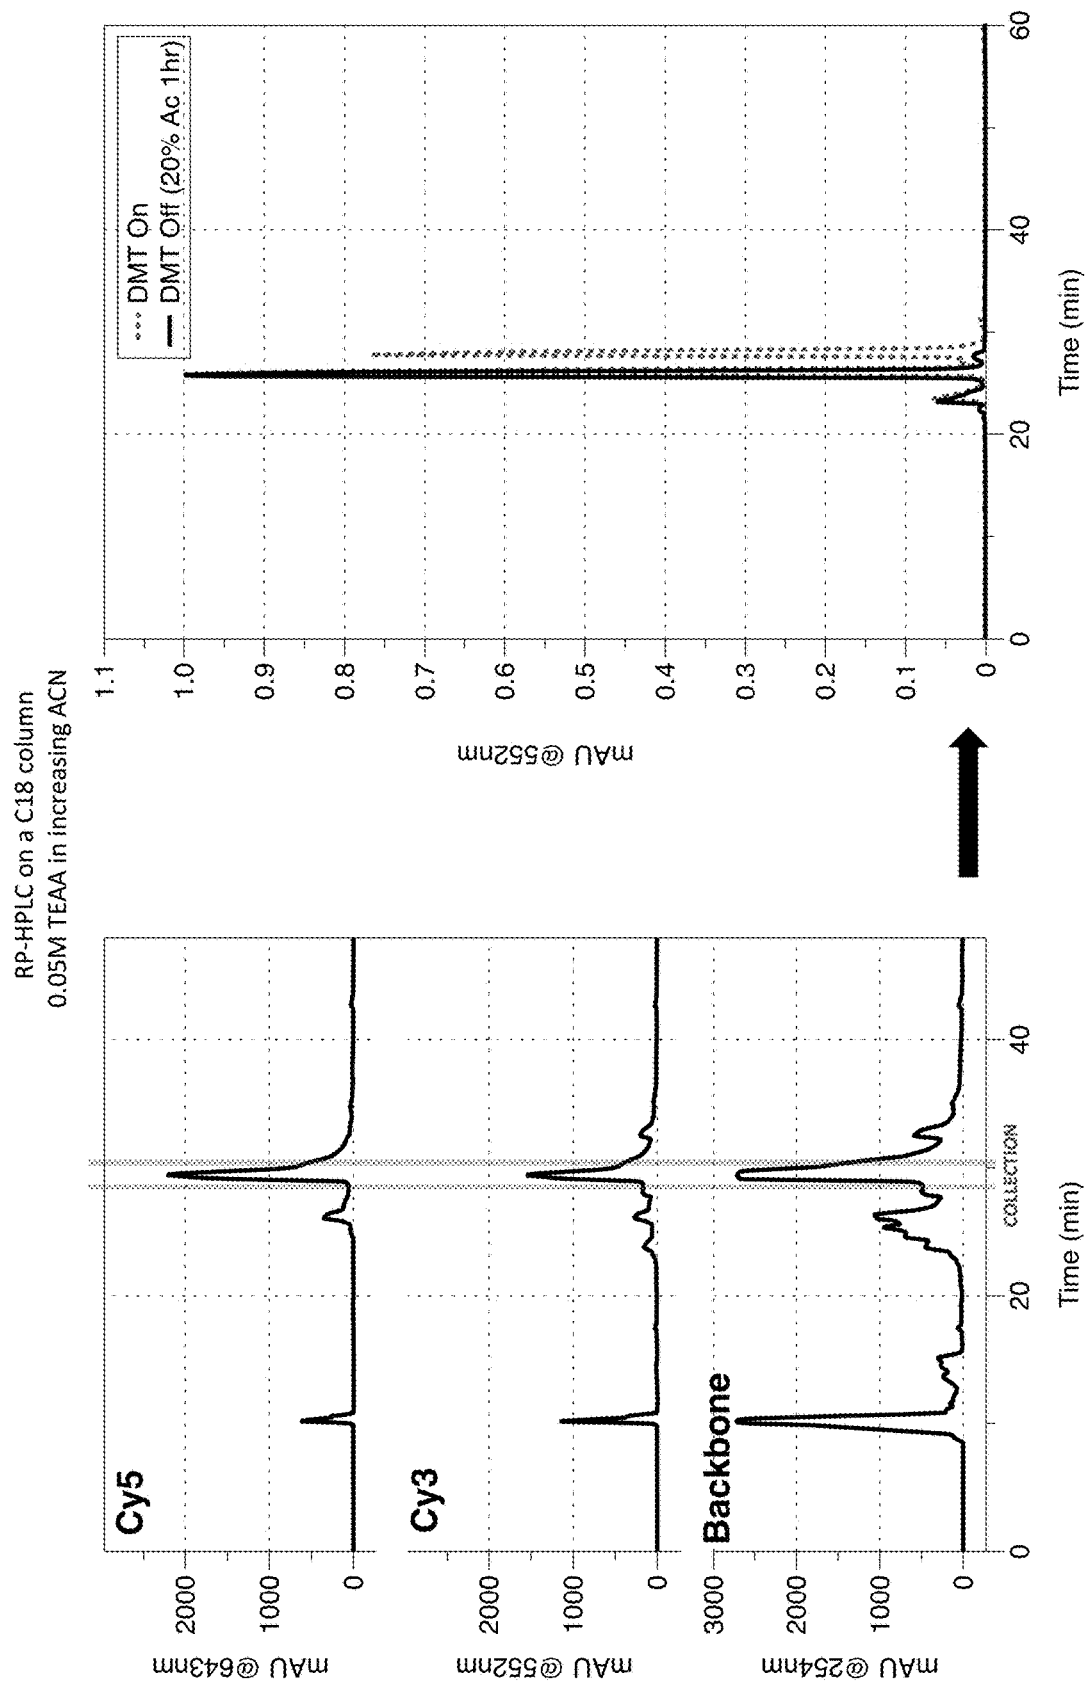 RP-HPLC on a C18 column
0.05M TEAA in increasing ACN
Cy5
mAU @643nm
2000
1000
0
Cy3
mAU @552nm
2000
1000
0
Backbone
mAU @254nm
3000
2000
1000
0
0
20
40
COLLECTION
Time (min)
DMT On
DMT Off (20% Ac 1hr)
mAU @552nm
1.1
1.0
0.9
0.8
0.7
0.6
0.5
0.4
0.3
0.2
0.1
0
0
20
40
60
Time (min)